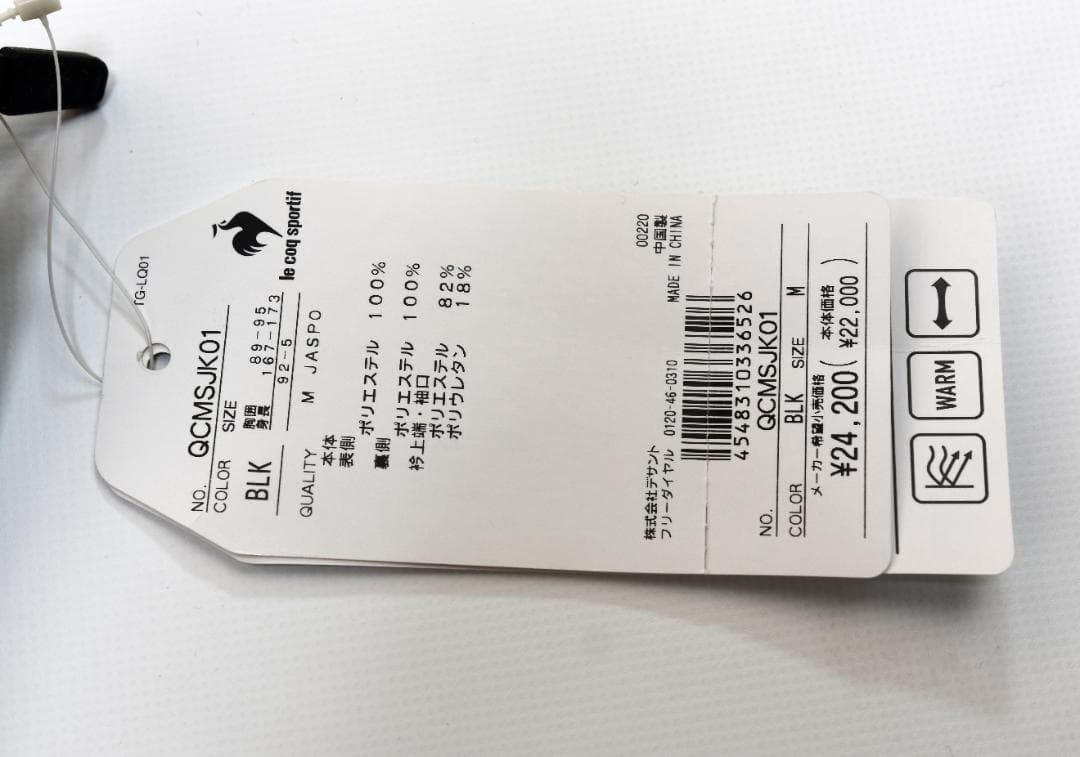 TG-LQ01
le coq sportif
NO. QCMSJK01
COLOR SIZE
BLK 胸囲 89-95
身長 167-173
92-5
QUALITY M JASPO
本体
表側 ポリエステル 100%
裏側
ポリエステル 100%
衿上端・袖口
ポリエステル 82%
ポリウレタン 18%
00220
株式会社デサント 中国製
フリーダイヤル 0120-46-0310 MADE IN CHINA
4548310336526
NO. QCMSJK01
COLOR BLK SIZE M
メーカー希望小売価格 本体価格
¥24,200( ¥22,000 )
WARM